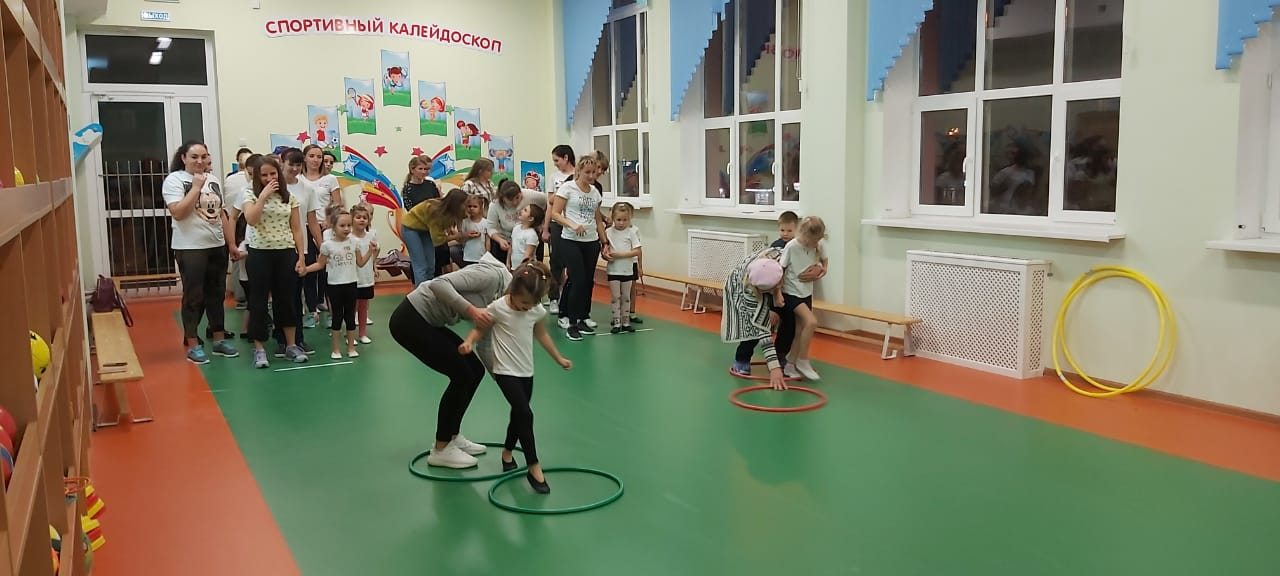 ВЫХОД
СПОРТИВНЫЙ КАЛЕЙДОСКОП